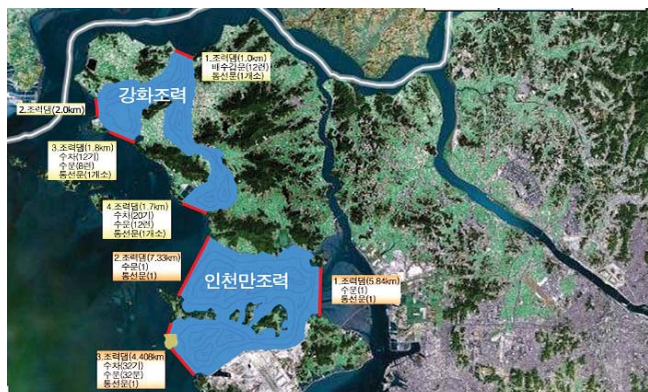 1.조력댐(1.0km)
배수갑문(12련)
통선문(1개소)
강화조력
2.조력댐(2.0km)
3.조력댐(1.8km)
수차(12기)
수문(8련)
통선문(1개소)
4.조력댐(1.7km)
수차(20기)
수문(12련)
통선문(1개소)
2.조력댐(7.33km)
수문(1)
통선문(1)
인천만조력
1.조력댐(5.84km)
수문(1)
통선문(1)
3.조력댐(4.408km)
수차(32기)
수문(32문)
통선문(1)